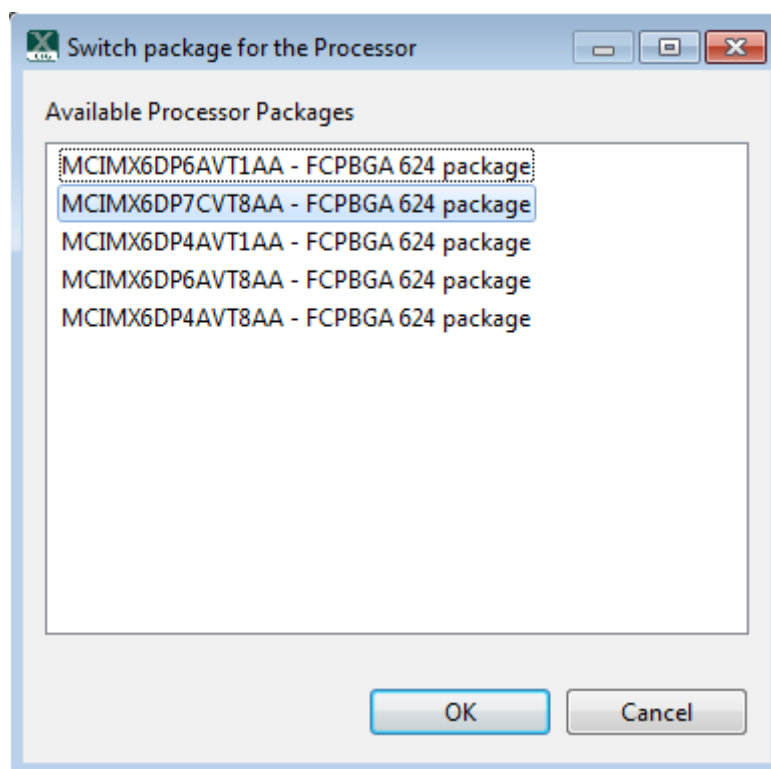 Switch package for the Processor
Available Processor Packages
MCIMX6DP6AVT1AA - FCPBGA 624 package
MCIMX6DP7CVT8AA - FCPBGA 624 package
MCIMX6DP4AVT1AA - FCPBGA 624 package
MCIMX6DP6AVT8AA - FCPBGA 624 package
MCIMX6DP4AVT8AA - FCPBGA 624 package
OK
Cancel